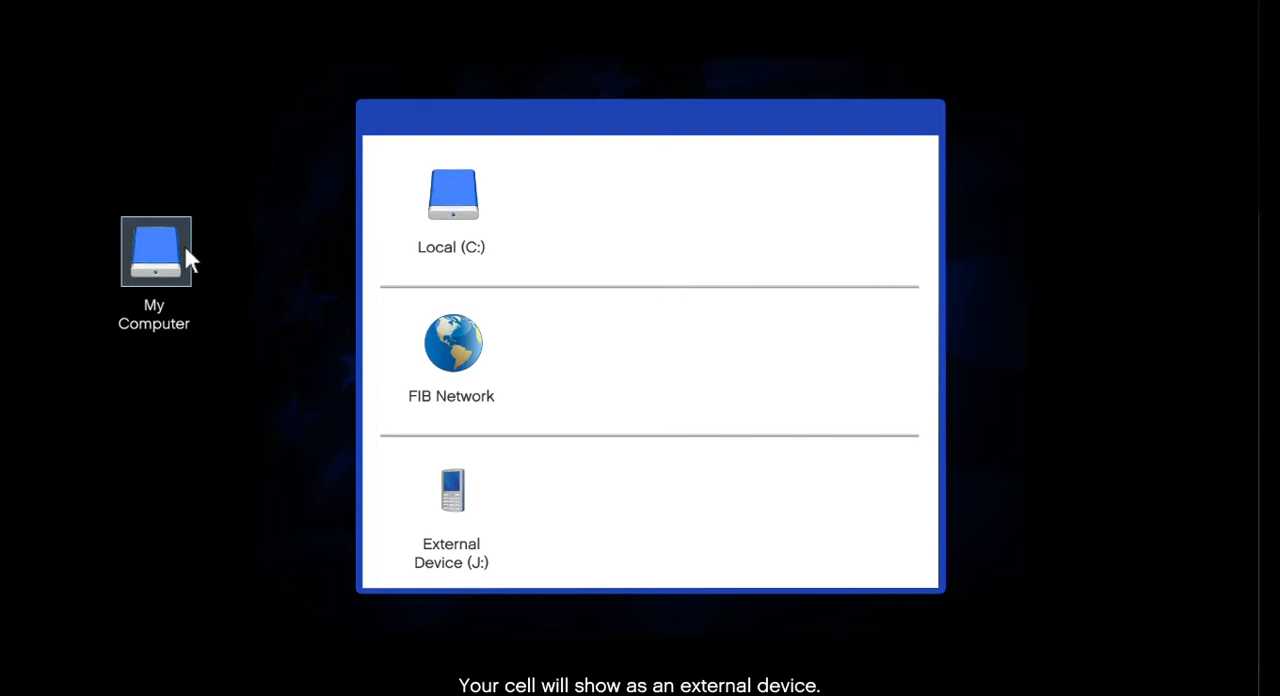 Local (C:)
My
Computer
FIB Network
External
Device (J:)
Your cell will show as an external device.